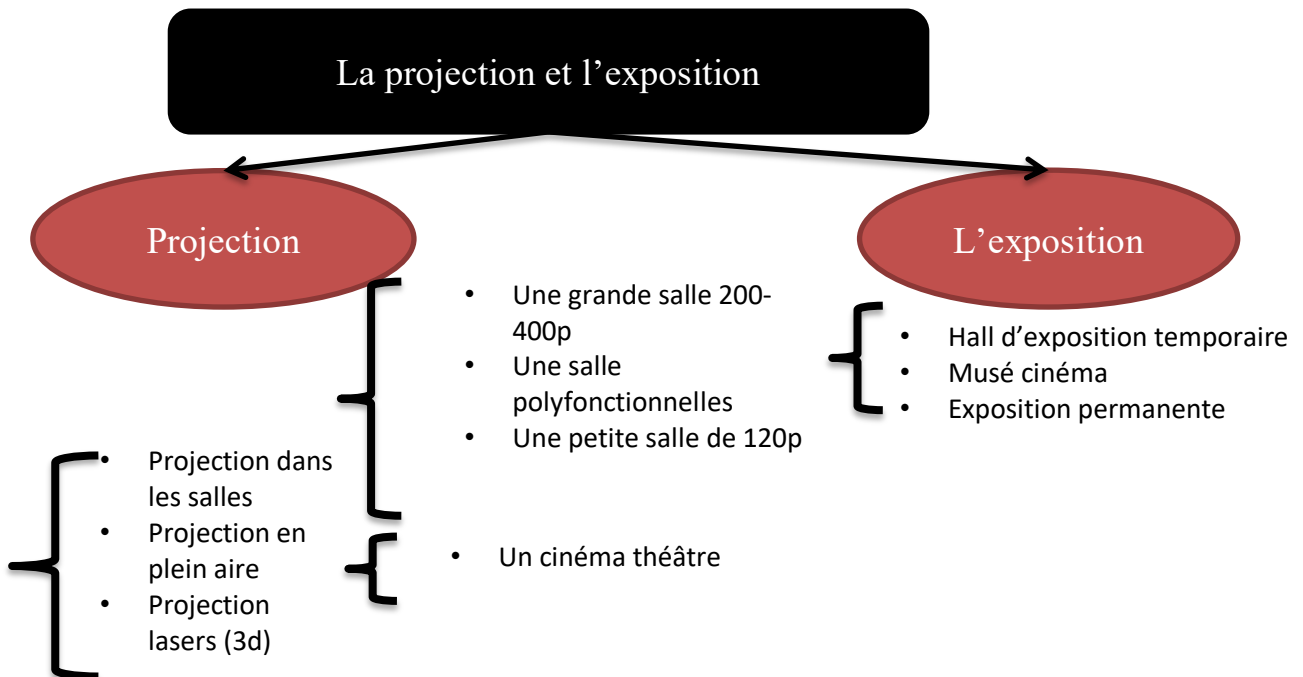 La projection et l’exposition
Projection
L’exposition
• Projection dans
les salles
• Projection en
plein aire
• Projection
lasers (3d)
• Une grande salle 200-
400p
• Une salle
polyfonctionnelles
• Une petite salle de 120p
• Un cinéma théâtre
• Hall d’exposition temporaire
• Musé cinéma
• Exposition permanente